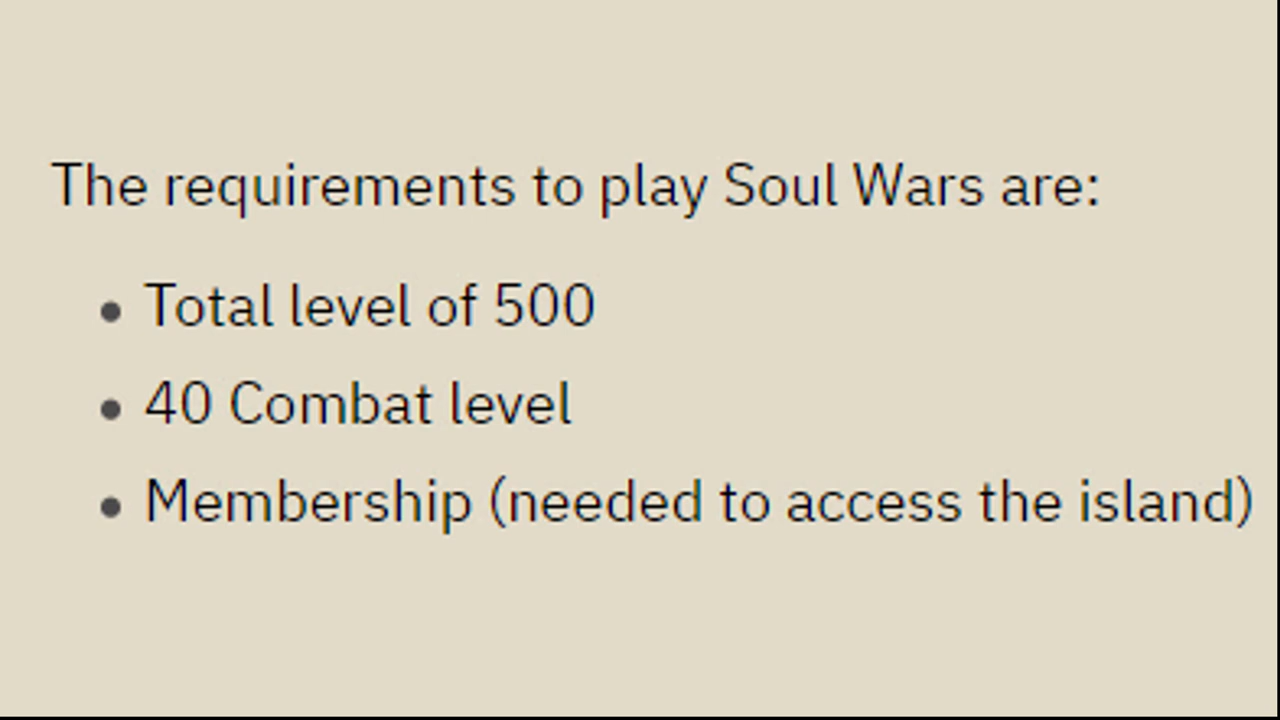 The requirements to play Soul Wars are:
• Total level of 500
• 40 Combat level
• Membership (needed to access the island)